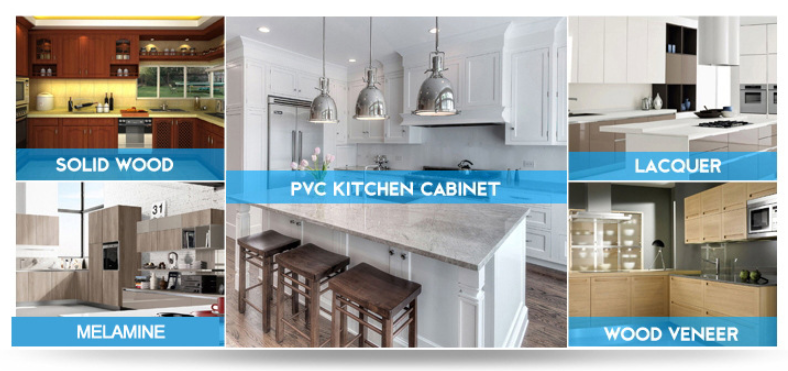 SOLID WOOD
PVC KITCHEN CABINET
LACQUER
31
MELAMINE
WOOD VENEER